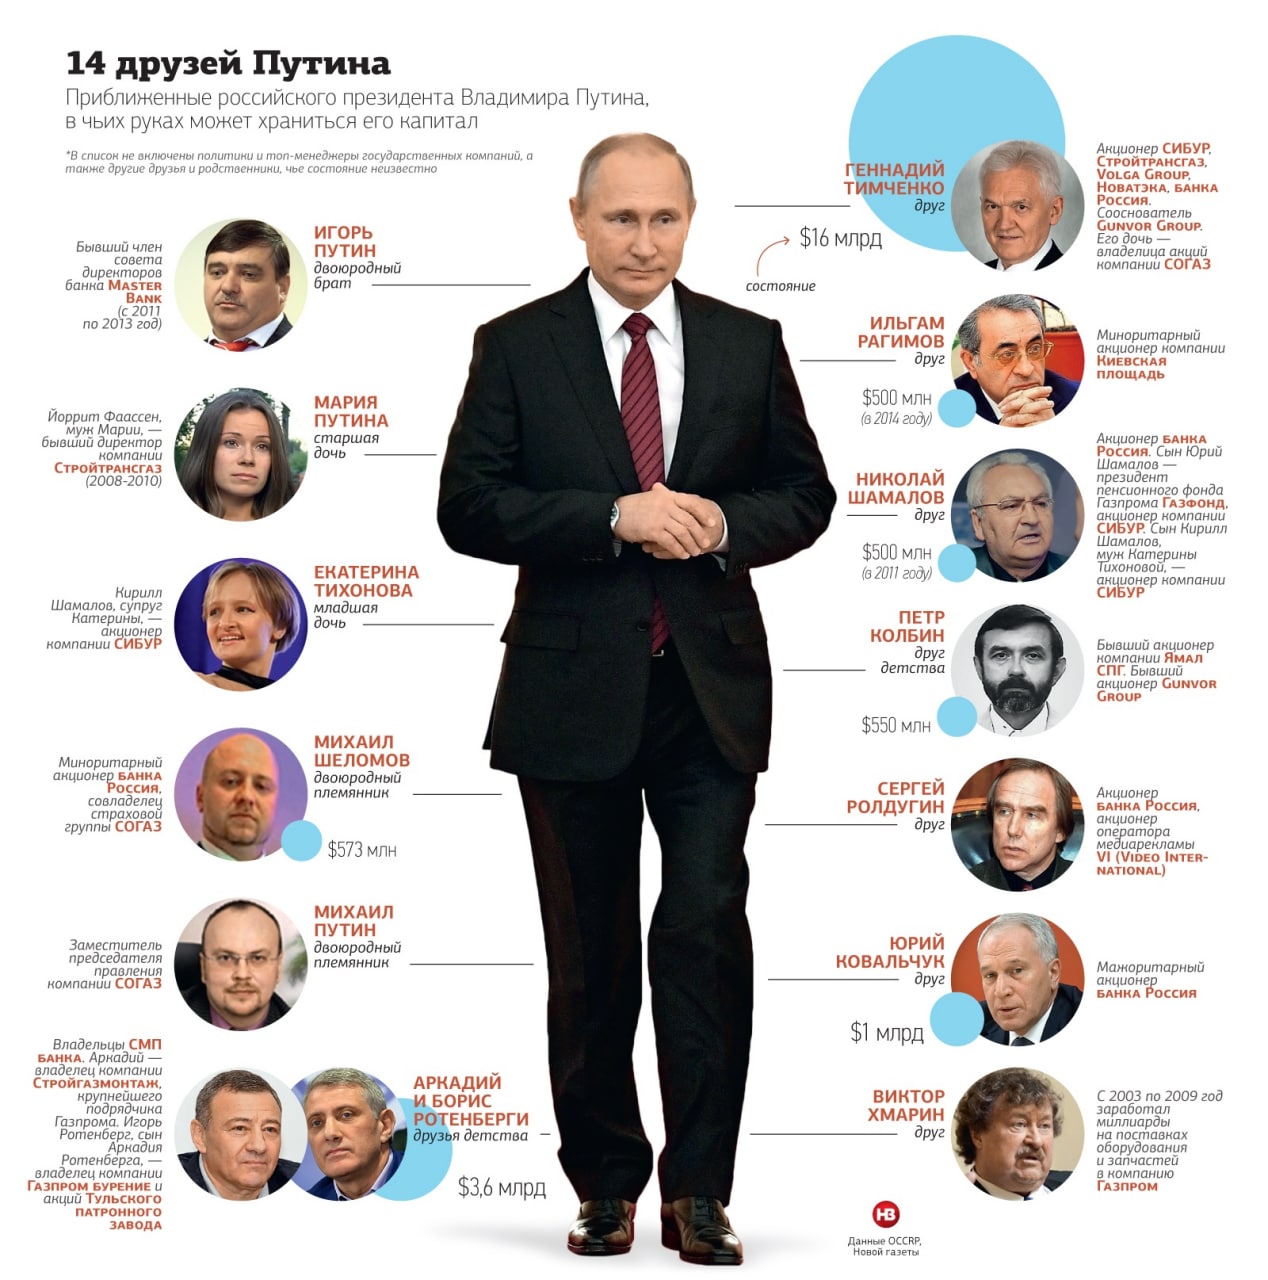 14 друзей Путина
Приближенные российского президента Владимира Путина,
в чьих руках может храниться его капитал
*В список не включены политики и топ-менеджеры государственных компаний, а
также другие друзья и родственники, чье состояние неизвестно
Бывший член
совета
директоров
банка MASTER
BANK
(с 2011
по 2013 год)
ИГОРЬ
ПУТИН
двоюродный
брат
Йоррит Фаассен,
муж Марии, —
бывший директор
компании
СТРОЙТРАНСГАЗ
(2008-2010)
МАРИЯ
ПУТИНА
старшая
дочь
Кирилл
Шамалов, супруг
Катерины, —
акционер
компании СИБУР
ЕКАТЕРИНА
ТИХОНОВА
младшая
дочь
Миноритарный
акционер БАНКА
РОССИЯ,
совладелец
страховой
группы СОГАЗ
МИХАИЛ
ШЕЛОМОВ
двоюродный
племянник
$573 млн
Заместитель
председателя
правления
компании СОГАЗ
МИХАИЛ
ПУТИН
двоюродный
племянник
Владельцы СМП
БАНКА. Аркадий —
владелец компании
СТРОЙГАЗМОНТАЖ,
крупнейшего
подрядчика
Газпрома. Игорь
Ротенберг, сын
Аркадия
Ротенберга, —
владелец компании
ГАЗПРОМ БУРЕНИЕ и
акций ТУЛЬСКОГО
ПАТРОННОГО
ЗАВОДА
АРКАДИЙ
И БОРИС
РОТЕНБЕРГИ
друзья детства
$3,6 млрд
ГЕННАДИЙ
ТИМЧЕНКО
друг
$16 млрд
состояние
Акционер СИБУР,
СТРОЙТРАНСГАЗ,
VOLGA GROUP,
НОВАТЭКА, БАНКА
РОССИЯ.
Сооснователь
GUNVOR GROUP.
Его дочь —
владелица акций
компании СОГАЗ
ИЛЬГАМ
РАГИМОВ
друг
$500 млн
(в 2014 году)
Миноритарный
акционер компании
КИЕВСКАЯ
ПЛОЩАДЬ
НИКОЛАЙ
ШАМАЛОВ
друг
$500 млн
(в 2011 году)
Акционер БАНКА
РОССИЯ. Сын Юрий
Шамалов —
президент
пенсионного фонда
Газпрома ГАЗФОНД,
акционер компании
СИБУР. Сын Кирилл
Шамалов,
муж Катерины
Тихоновой, —
акционер компании
СИБУР
ПЕТР
КОЛБИН
друг
детства
$550 млн
Бывший акционер
компании ЯМАЛ
СПГ. Бывший
акционер GUNVOR
GROUP
СЕРГЕЙ
РОЛДУГИН
друг
Акционер
БАНКА РОССИЯ,
акционер
оператора
медиарекламы
VI (VIDEO INTER-
NATIONAL)
ЮРИЙ
КОВАЛЬЧУК
друг
$1 млрд
Мажоритарный
акционер
БАНКА РОССИЯ
ВИКТОР
ХМАРИН
друг
С 2003 по 2009 год
заработал
миллиарды
на поставках
оборудования
и запчастей
в компанию
ГАЗПРОМ
НВ
Данные OCCRP,
Новой газеты